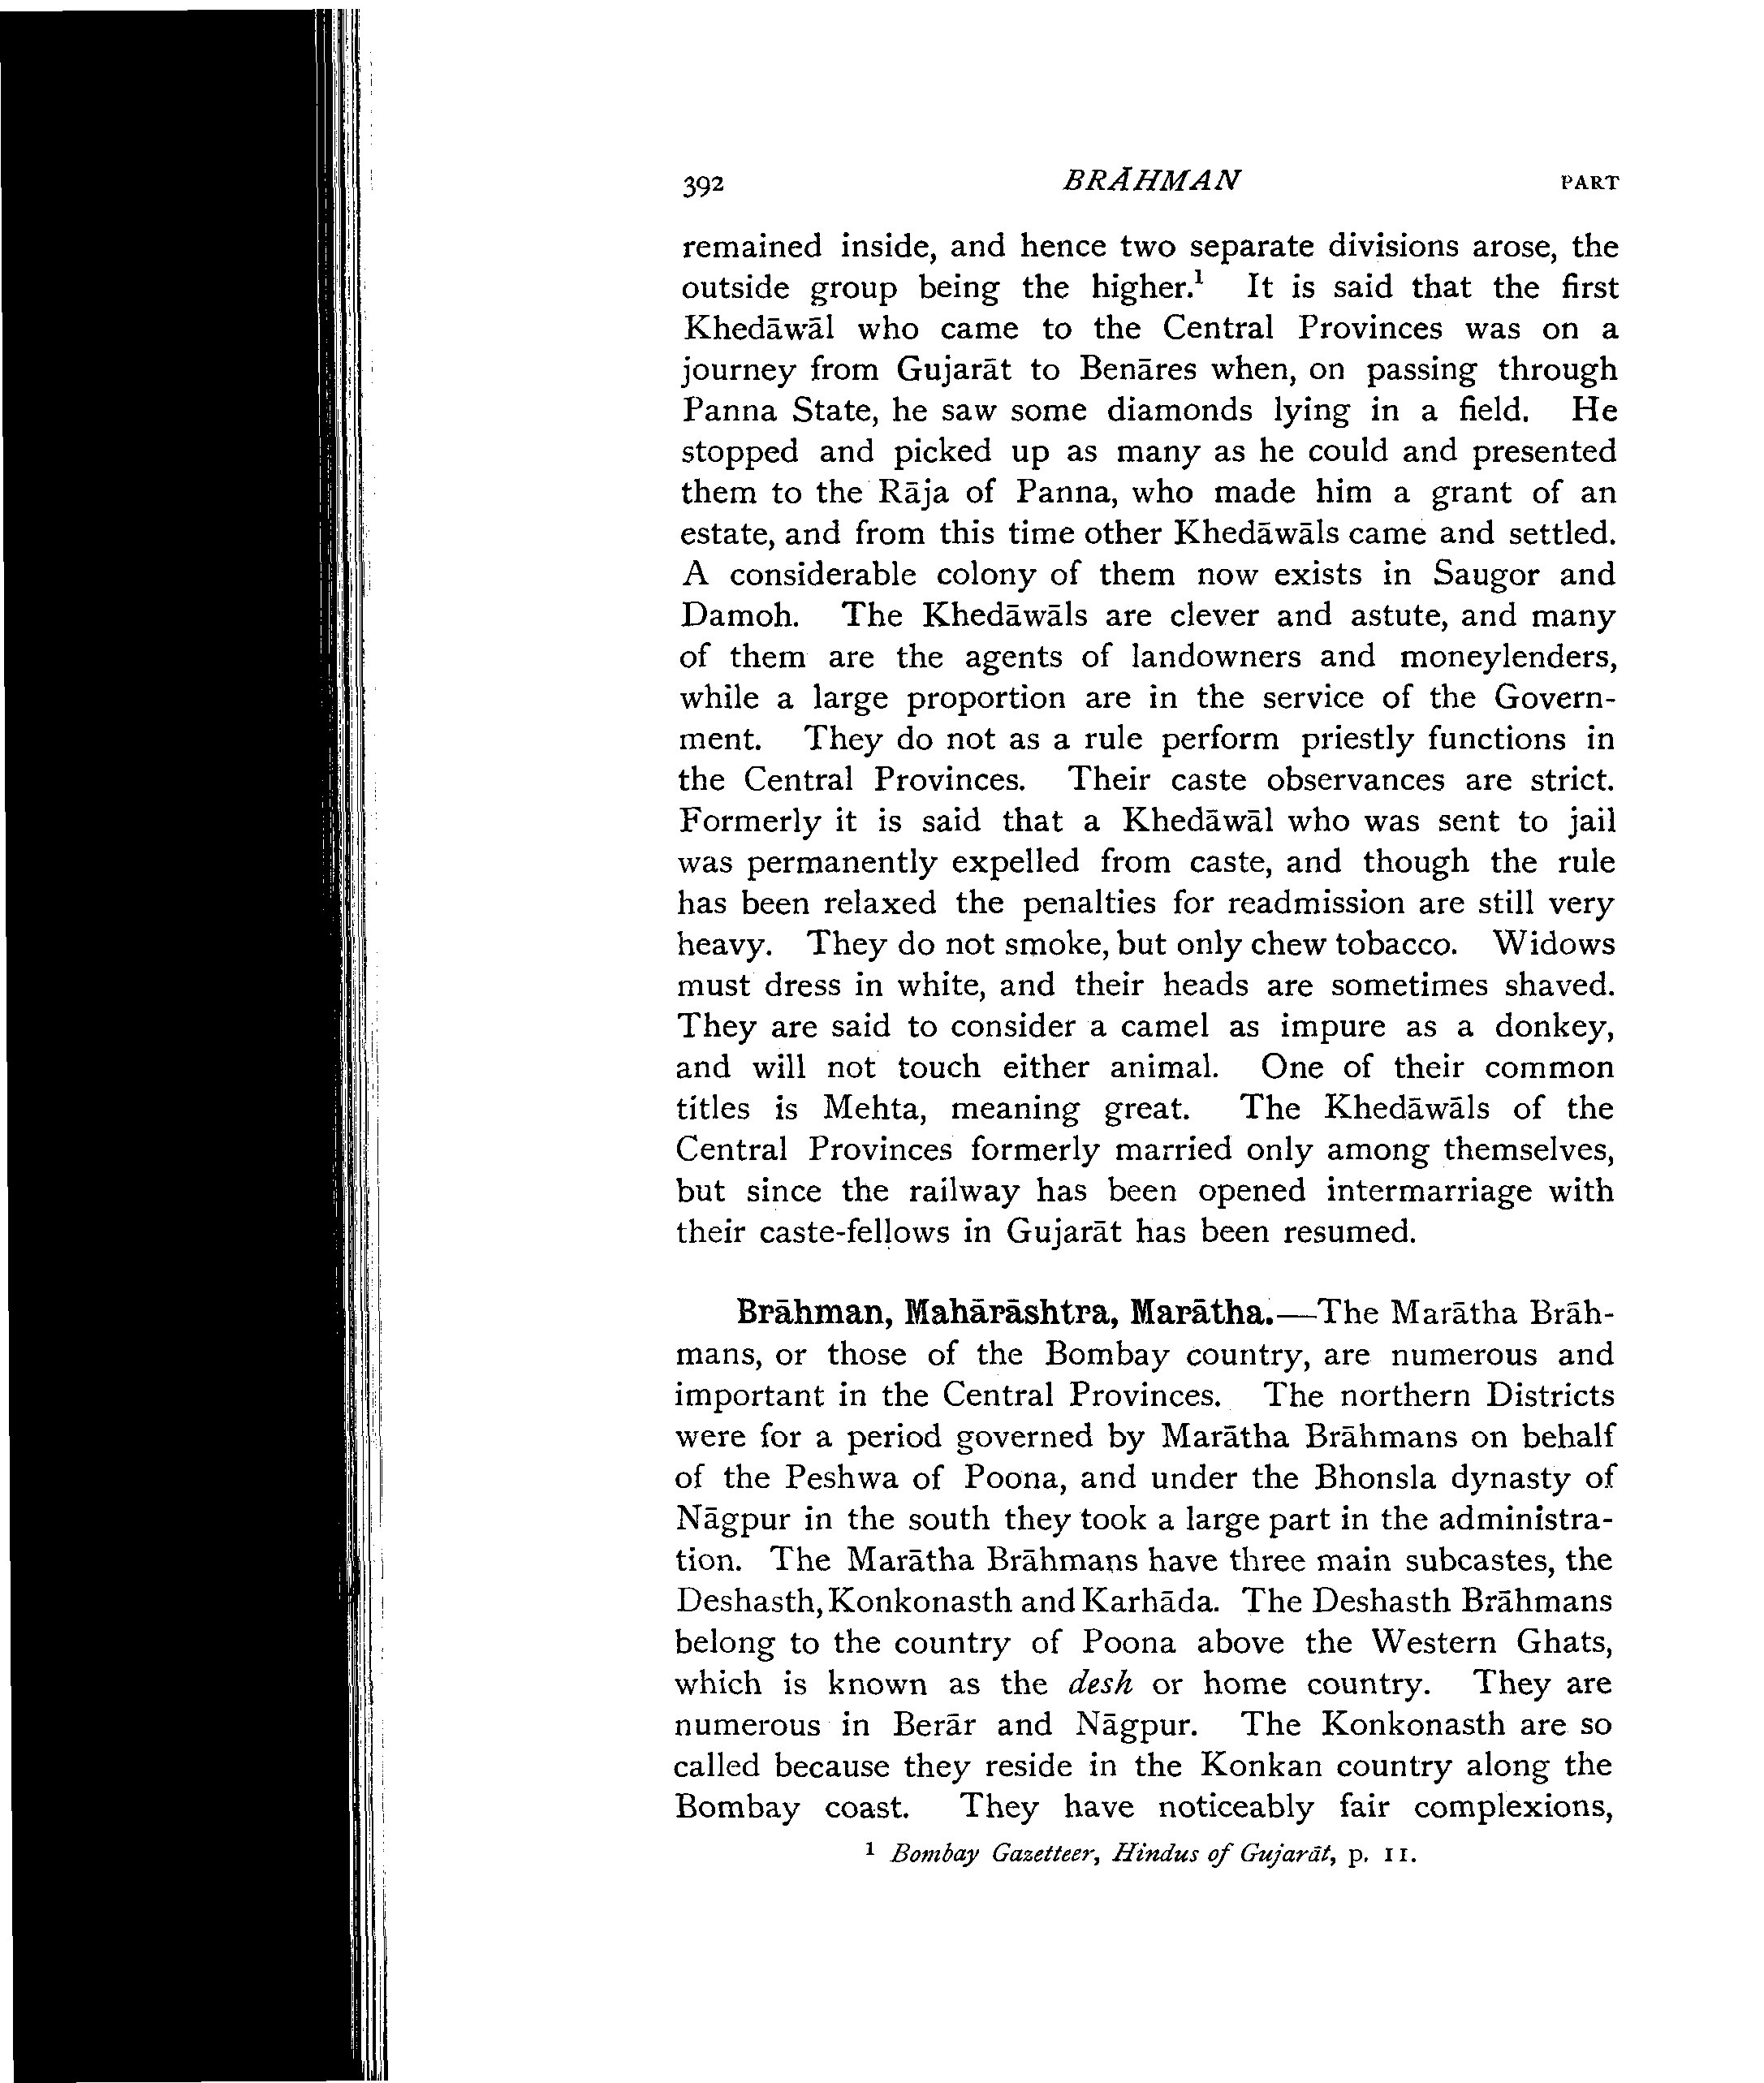 392 BRĀHMAN PART
remained inside, and hence two separate divisions arose, the
outside group being the higher.¹ It is said that the first
Khedāwāl who came to the Central Provinces was on a
journey from Gujarāt to Benāres when, on passing through
Panna State, he saw some diamonds lying in a field. He
stopped and picked up as many as he could and presented
them to the Rāja of Panna, who made him a grant of an
estate, and from this time other Khedāwāls came and settled.
A considerable colony of them now exists in Saugor and
Damoh. The Khedāwāls are clever and astute, and many
of them are the agents of landowners and moneylenders,
while a large proportion are in the service of the Govern-
ment. They do not as a rule perform priestly functions in
the Central Provinces. Their caste observances are strict.
Formerly it is said that a Khedāwāl who was sent to jail
was permanently expelled from caste, and though the rule
has been relaxed the penalties for readmission are still very
heavy. They do not smoke, but only chew tobacco. Widows
must dress in white, and their heads are sometimes shaved.
They are said to consider a camel as impure as a donkey,
and will not touch either animal. One of their common
titles is Mehta, meaning great. The Khedāwāls of the
Central Provinces formerly married only among themselves,
but since the railway has been opened intermarriage with
their caste-fellows in Gujarāt has been resumed.
Brāhman, Mahārāshtra, Marātha.—The Marātha Brāh-
mans, or those of the Bombay country, are numerous and
important in the Central Provinces. The northern Districts
were for a period governed by Marātha Brāhmans on behalf
of the Peshwa of Poona, and under the Bhonsla dynasty of
Nāgpur in the south they took a large part in the administra-
tion. The Marātha Brāhmans have three main subcastes, the
Deshasth, Konkonasth and Karhāda. The Deshasth Brāhmans
belong to the country of Poona above the Western Ghats,
which is known as the desh or home country. They are
numerous in Berār and Nāgpur. The Konkonasth are so
called because they reside in the Konkan country along the
Bombay coast. They have noticeably fair complexions,
¹ Bombay Gazetteer, Hindus of Gujarāt, p. 11.